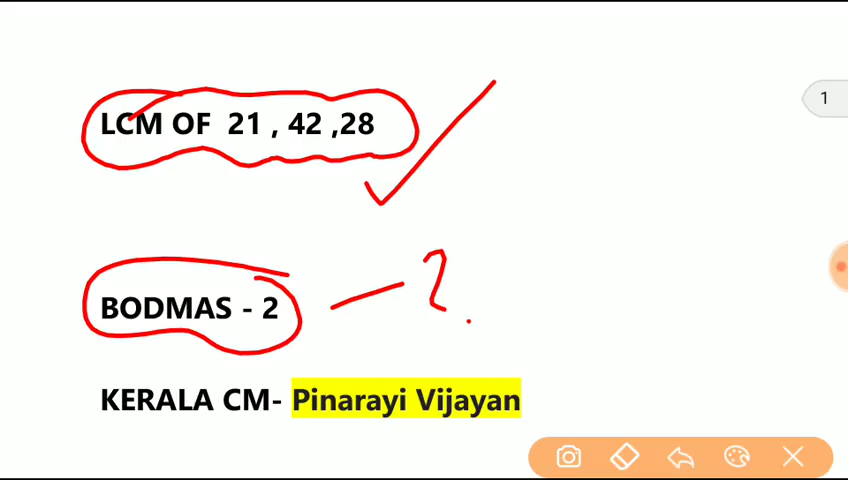 LCM OF 21 , 42 ,28
1
BODMAS - 2 — ?
KERALA CM- Pinarayi Vijayan